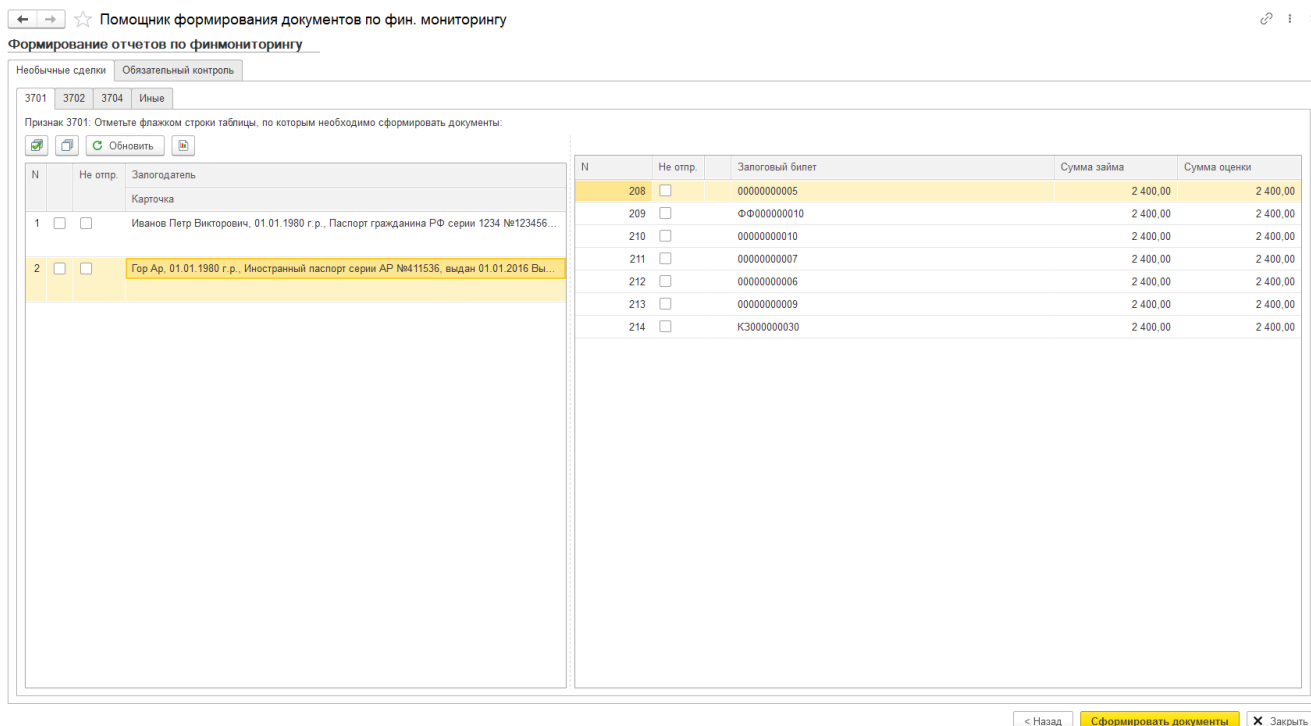 Помощник формирования документов по фин. мониторингу
Формирование отчетов по финмониторингу
Необычные сделки Обязательный контроль
3701 3702 3704 Иные
Признак 3701: Отметьте флажком строки таблицы, по которым необходимо сформировать документы:
Обновить
N Не отпр. Залогодатель
Карточка
1 Иванов Петр Викторович, 01.01.1980 г.р., Паспорт гражданина РФ серии 1234 №123456...
2 Гор Ар, 01.01.1980 г.р., Иностранный паспорт серии АР №411536, выдан 01.01.2016 Вы...
N Не отпр. Залоговый билет Сумма займа Сумма оценки
208 00000000005 2 400,00 2 400,00
209 ФФ000000010 2 400,00 2 400,00
210 00000000010 2 400,00 2 400,00
211 00000000007 2 400,00 2 400,00
212 00000000006 2 400,00 2 400,00
213 00000000009 2 400,00 2 400,00
214 КЗ000000030 2 400,00 2 400,00
< Назад Сформировать документы Закрыть